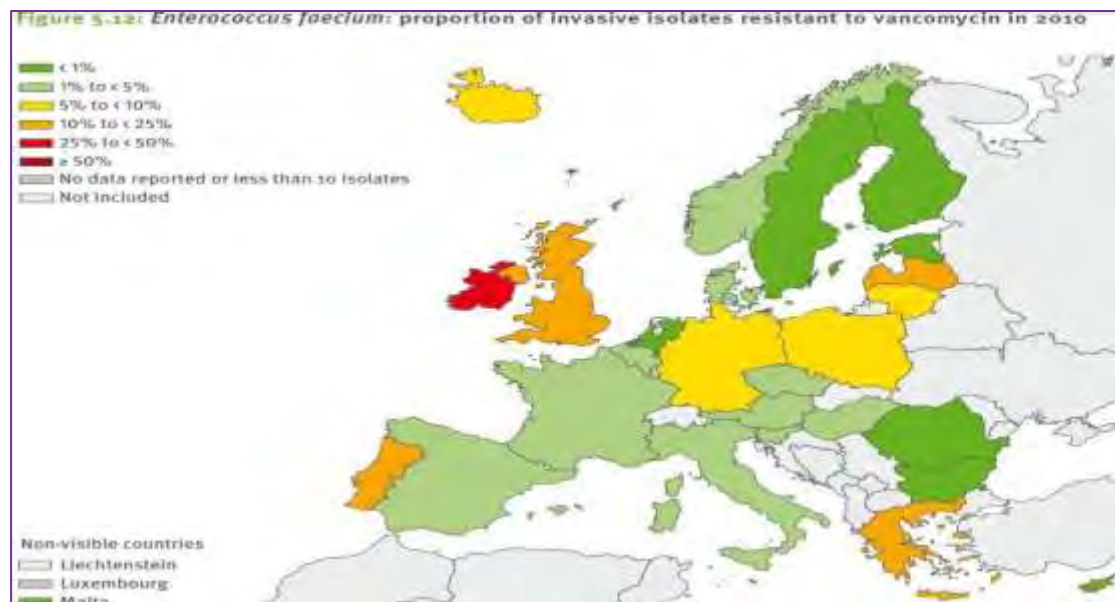 Figure 5.12: Enterococcus faecium: proportion of invasive isolates resistant to vancomycin in 2010
< 1%
1% to < 5%
5% to < 10%
10% to < 25%
25% to < 50%
≥ 50%
No data reported or less than 10 isolates
Not included
Non-visible countries
Liechtenstein
Luxembourg
Malta